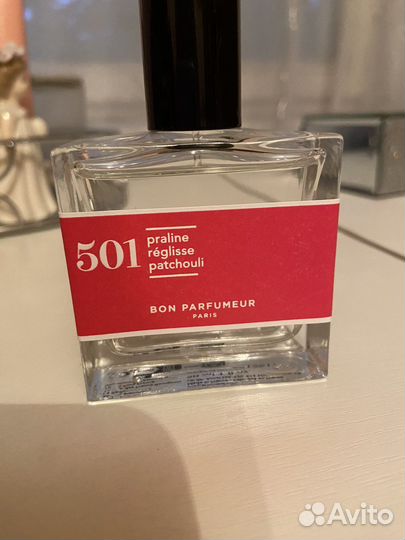 501
praline
réglisse
patchouli
BON PARFUMEUR
PARIS
Avito